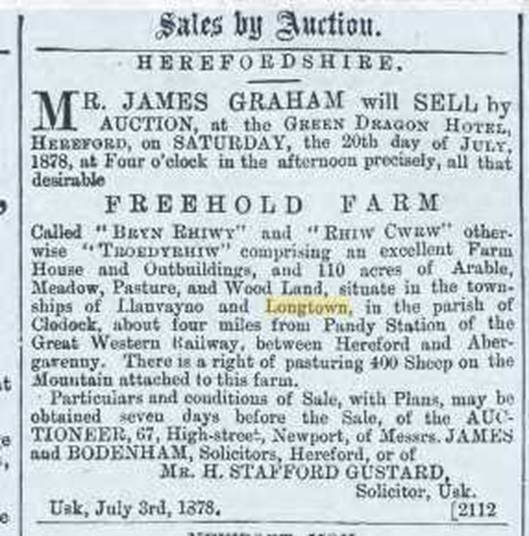 Sales by Auction.
HEREFORDSHIRE.
MR. JAMES GRAHAM will SELL by
AUCTION, at the GREEN DRAGON HOTEL,
HEREFORD, on SATURDAY, the 20th day of JULY,
1878, at Four o'clock in the afternoon precisely, all that
desirable
FREEHOLD FARM
Called "BRYN RHIWY" and "RHIW CWRW" other-
wise "TROEDYRHIW" comprising an excellent Farm
House and Outbuildings, and 110 acres of Arable,
Meadow, Pasture, and Wood Land, situate in the town-
ships of Llanvayno and Longtown, in the parish of
Clodock, about four miles from Pandy Station of the
Great Western Railway, between Hereford and Aber-
gavenny. There is a right of pasturing 400 Sheep on the
Mountain attached to this farm.
Particulars and conditions of Sale, with Plans, may be
obtained seven days before the Sale, of the AUC-
TIONEER, 67, High-street, Newport, of Messrs. JAMES
and BODENHAM, Solicitors, Hereford, or of
MR. H. STAFFORD GUSTARD,
Solicitor, Usk.
Usk, July 3rd, 1878. [2112